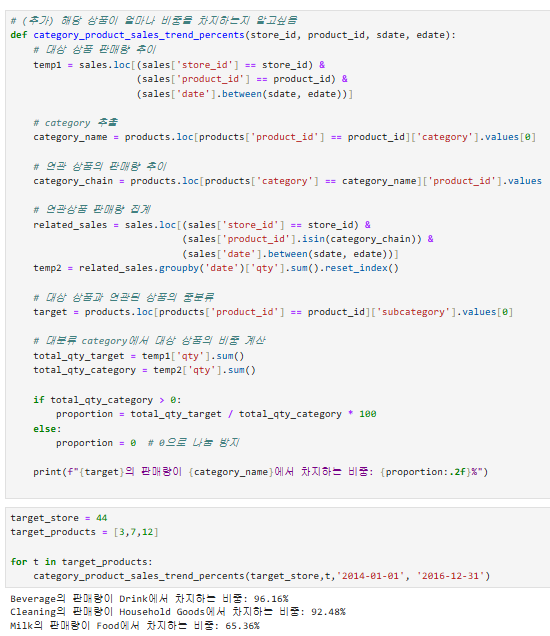 # (추가) 해당 상품이 얼마나 비중을 차지하는지 알고싶음
def category_product_sales_trend_percents(store_id, product_id, sdate, edate):
    # 대상 상품 판매량 추이
    temp1 = sales.loc[(sales['store_id'] == store_id) &
                      (sales['product_id'] == product_id) &
                      (sales['date'].between(sdate, edate))]

    # category 추출
    category_name = products.loc[products['product_id'] == product_id]['category'].values[0]

    # 연관 상품의 판매량 추이
    category_chain = products.loc[products['category'] == category_name]['product_id'].values

    # 연관상품 판매량 집계
    related_sales = sales.loc[(sales['store_id'] == store_id) &
                              (sales['product_id'].isin(category_chain)) &
                              (sales['date'].between(sdate, edate))]
    temp2 = related_sales.groupby('date')['qty'].sum().reset_index()

    # 대상 상품과 연관된 상품의 중분류
    target = products.loc[products['product_id'] == product_id]['subcategory'].values[0]

    # 대분류 category에서 대상 상품의 비중 계산
    total_qty_target = temp1['qty'].sum()
    total_qty_category = temp2['qty'].sum()

    if total_qty_category > 0:
        proportion = total_qty_target / total_qty_category * 100
    else:
        proportion = 0  # 0으로 나눔 방지

    print(f"{target}의 판매량이 {category_name}에서 차지하는 비중: {proportion:.2f}%")

target_store = 44
target_products = [3,7,12]

for t in target_products:
    category_product_sales_trend_percents(target_store,t,'2014-01-01', '2016-12-31')

Beverage의 판매량이 Drink에서 차지하는 비중: 96.16%
Cleaning의 판매량이 Household Goods에서 차지하는 비중: 92.48%
Milk의 판매량이 Food에서 차지하는 비중: 65.36%